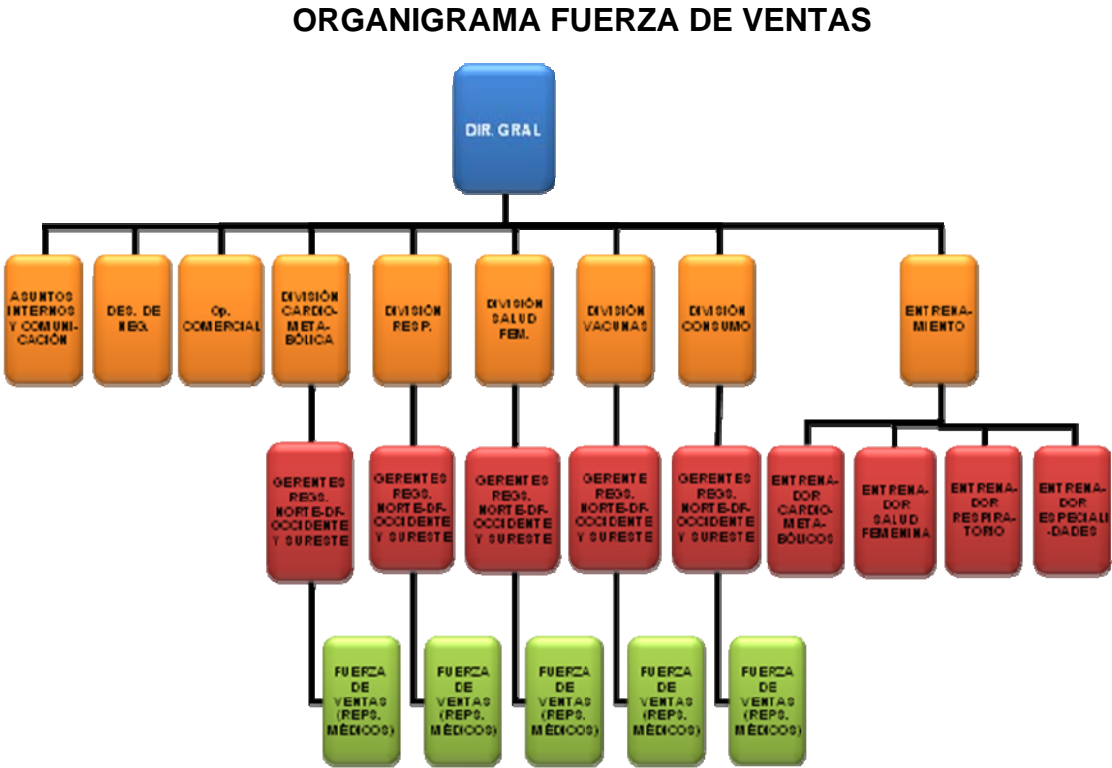 ORGANIGRAMA FUERZA DE VENTAS
DIR. GRAL
ASUNTOS
INTERNOS
Y COMUNI-
CACIÓN
DES. DE
NEG.
Op.
COMERCIAL
DIVISIÓN
CARDIO-
META-
BÓLICA
DIVISIÓN
RESP.
DIVISIÓN
SALUD
FEM.
DIVISIÓN
VACUNAS
DIVISIÓN
CONSUMO
ENTRENA-
MIENTO
GERENTES
REGS.
NORTE-DF-
OCCIDENTE
Y SURESTE
GERENTES
REGS.
NORTE-DF-
OCCIDENTE
Y SURESTE
GERENTES
REGS.
NORTE-DF-
OCCIDENTE
Y SURESTE
GERENTES
REGS.
NORTE-DF-
OCCIDENTE
Y SURESTE
GERENTES
REGS.
NORTE-DF-
OCCIDENTE
Y SURESTE
ENTRENA-
DOR
CARDIO-
META-
BÓLICOS
ENTRENA-
DOR
SALUD
FEMENINA
ENTRENA-
DOR
RESPIRA-
TORIO
ENTRENA-
DOR
ESPECIALI
-DADES
FUERZA
DE
VENTAS
(REPS.
MÉDICOS)
FUERZA
DE
VENTAS
(REPS.
MÉDICOS)
FUERZA
DE
VENTAS
(REPS.
MÉDICOS)
FUERZA
DE
VENTAS
(REPS.
MÉDICOS)
FUERZA
DE
VENTAS
(REPS.
MÉDICOS)